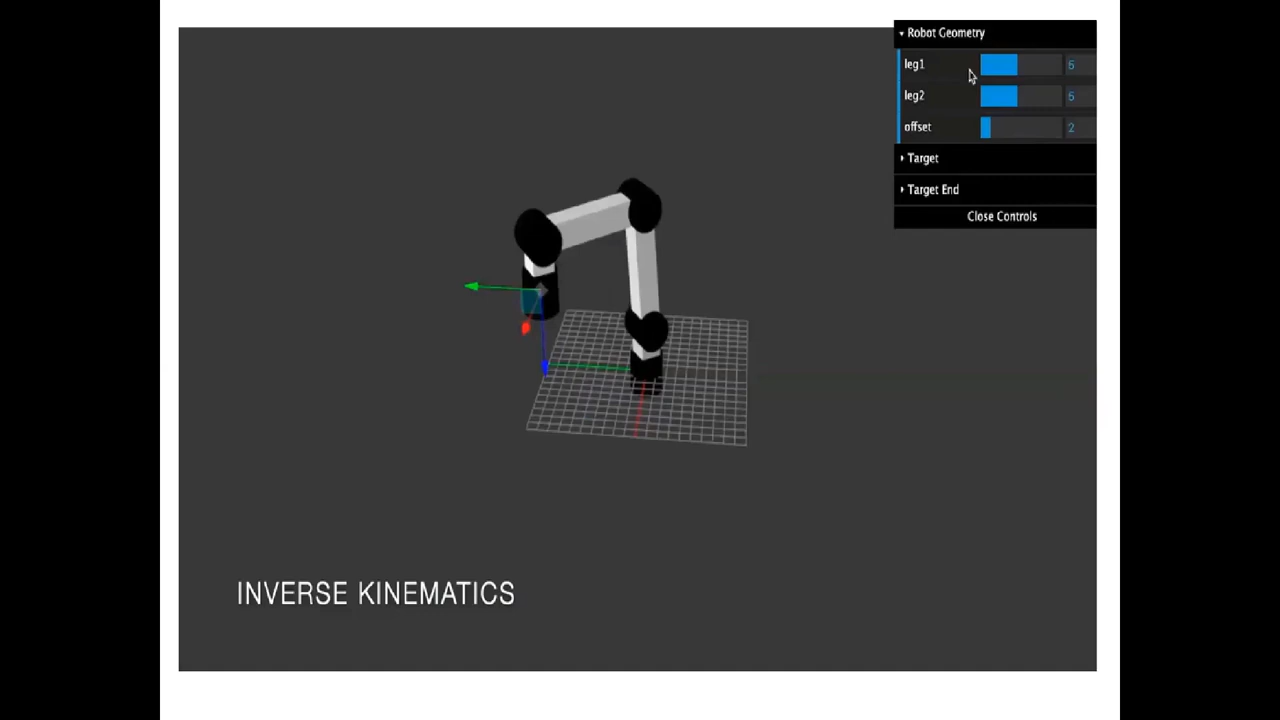 Robot Geometry
leg1 5
leg2 5
offset 2
Target
Target End
Close Controls
INVERSE KINEMATICS